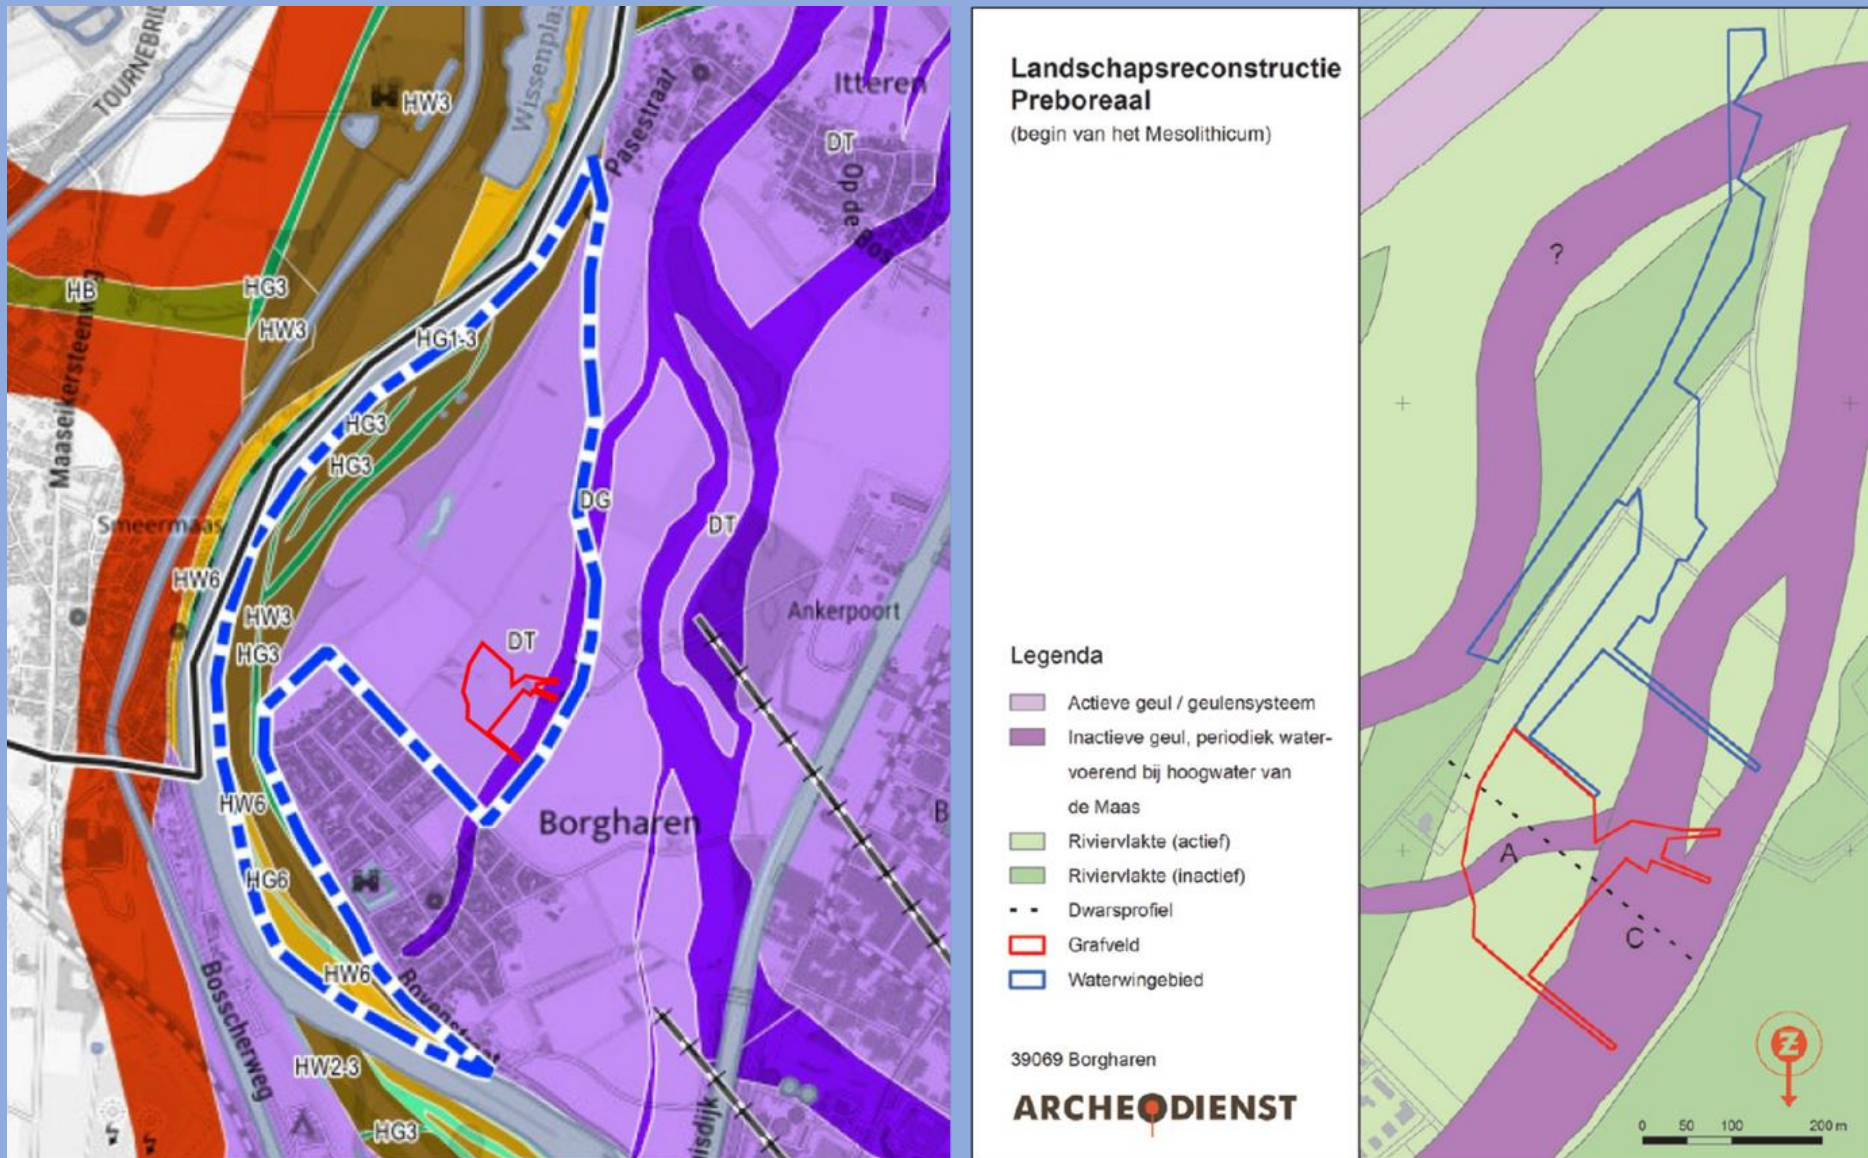 TOURNEBRI
HW3
Wissenplas
Pasestraat
Itteren
DT
Op de Bos
HB
HG3
HW3
Maaseikersteenweg
HG1-3
HG3
HG3
DG
DT
Smeermaas
HW6
HW3
HG3
DT
Ankerpoort
HW6
Borgharen
B
HG6
HW6
Bosscherweg
HW2-3
HG3
isdijk
Landschapsreconstructie
Preboreaal
(begin van het Mesolithicum)
Legenda
Actieve geul / geulensysteem
Inactieve geul, periodiek water-
voerend bij hoogwater van
de Maas
Riviervlakte (actief)
Riviervlakte (inactief)
Dwarsprofiel
Grafveld
Waterwingebied
39069 Borgharen
ARCHEODIENST
?
A
C
Z
0 50 100 200 m